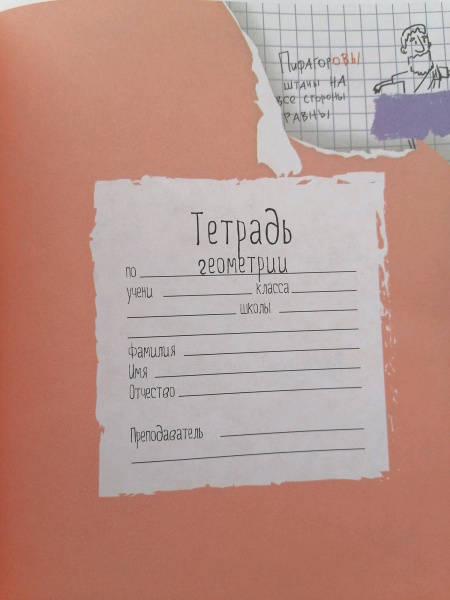 Пифагоровы
штаны на
все стороны
равны
Тетрадь
по геометрии
учени класса
школы
Фамилия
Имя
Отчество
Преподаватель